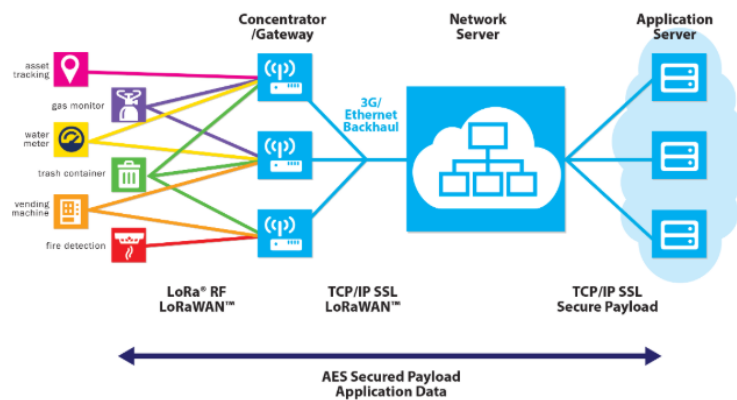 Concentrator
/Gateway
Network
Server
Application
Server
asset
tracking
gas monitor
water
meter
trash container
vending
machine
fire detection
3G/
Ethernet
Backhaul
LoRa® RF
LoRaWAN™
TCP/IP SSL
LoRaWAN™
TCP/IP SSL
Secure Payload
AES Secured Payload
Application Data